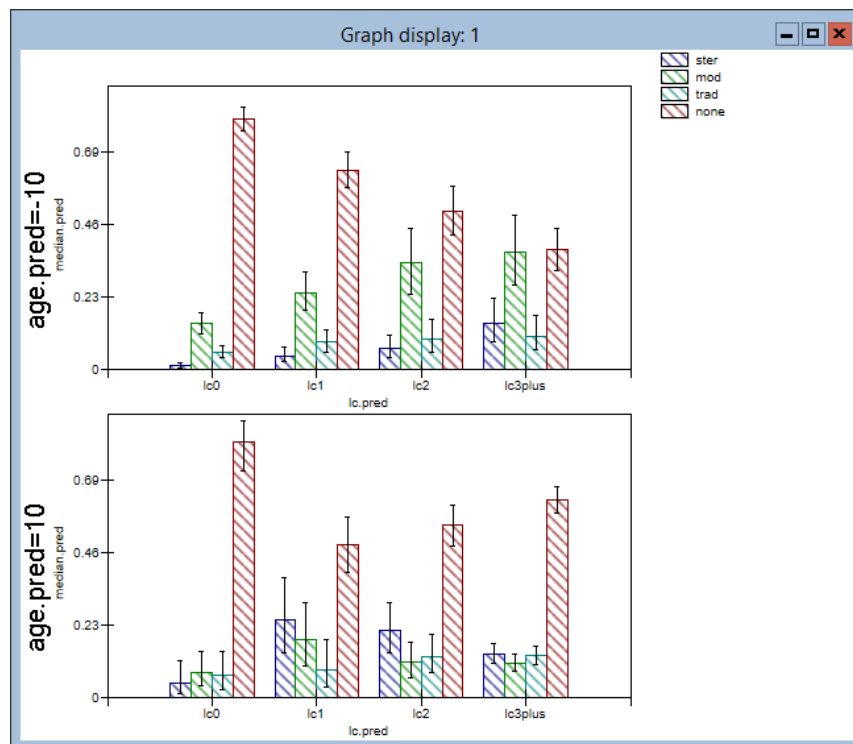 Graph display: 1
ster
mod
trad
none
age.pred=-10
median.pred
0.69
0.46
0.23
0
lc0
lc1
lc2
lc3plus
lc.pred
age.pred=10
median.pred
0.69
0.46
0.23
0
lc0
lc1
lc2
lc3plus
lc.pred